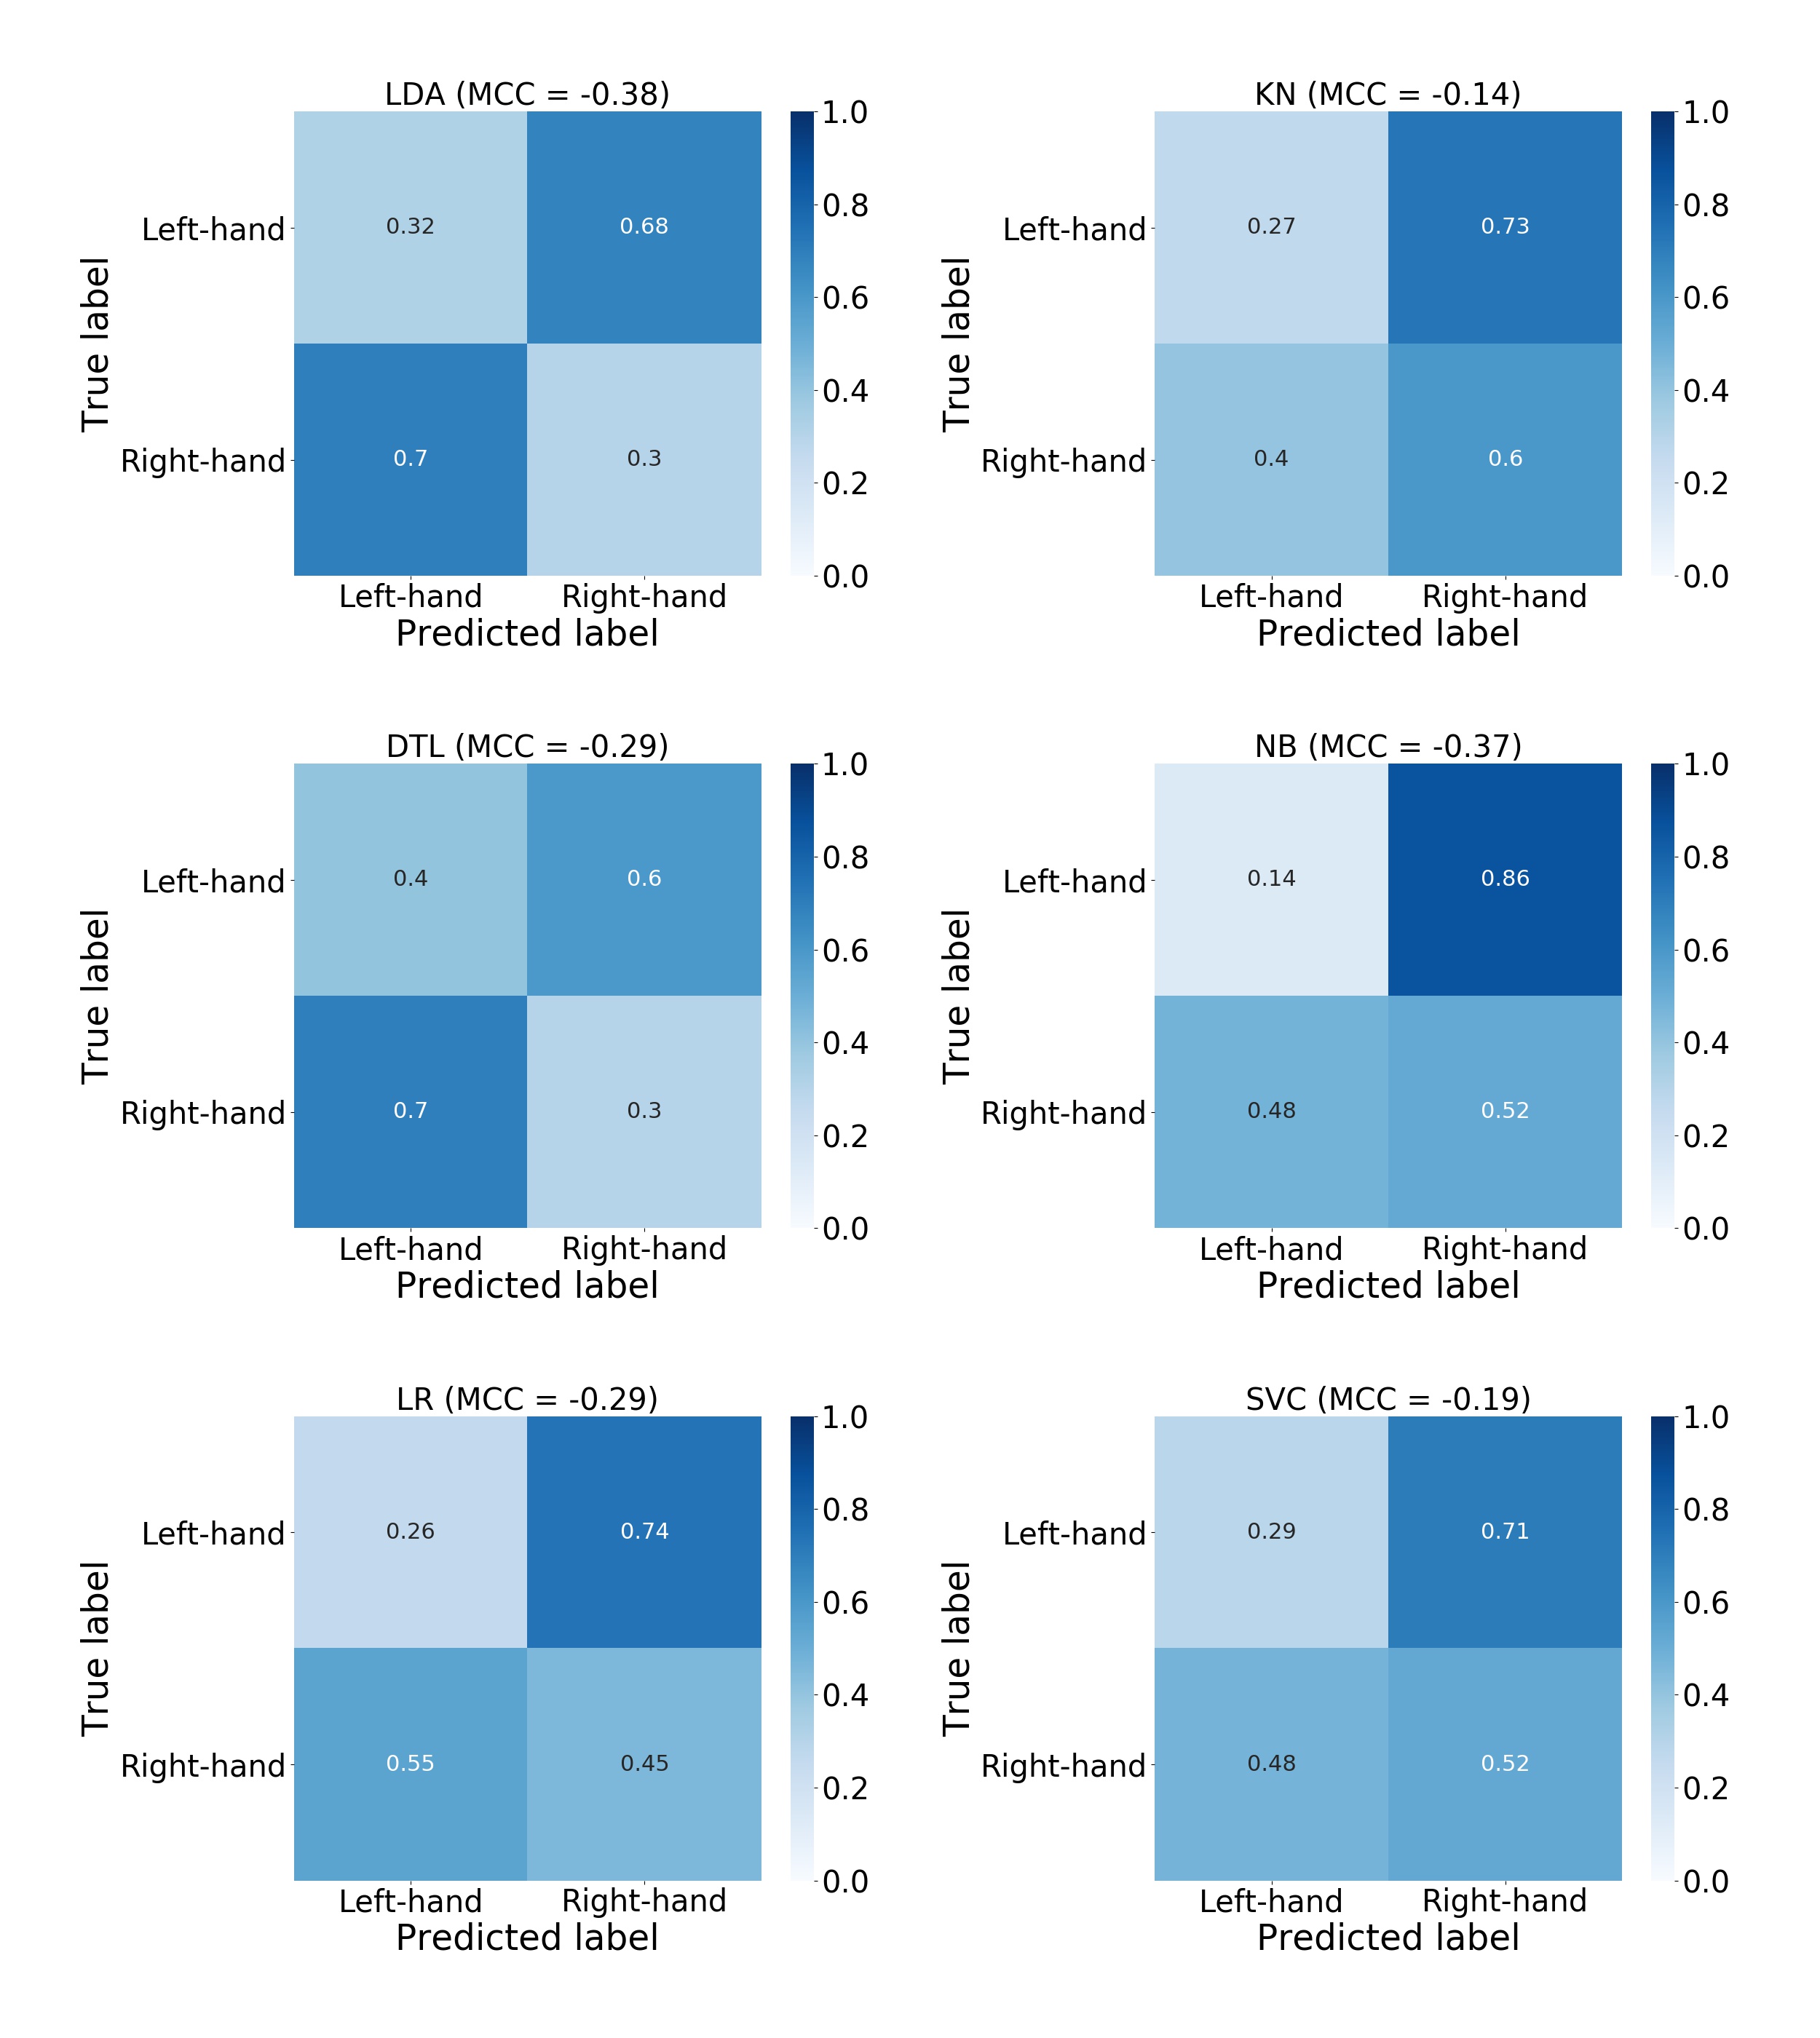 LDA (MCC = -0.38)
True label
Left-hand
0.32
0.68
Right-hand
0.7
0.3
Left-hand
Right-hand
Predicted label
1.0
0.8
0.6
0.4
0.2
0.0
KN (MCC = -0.14)
True label
Left-hand
0.27
0.73
Right-hand
0.4
0.6
Left-hand
Right-hand
Predicted label
1.0
0.8
0.6
0.4
0.2
0.0
DTL (MCC = -0.29)
True label
Left-hand
0.4
0.6
Right-hand
0.7
0.3
Left-hand
Right-hand
Predicted label
1.0
0.8
0.6
0.4
0.2
0.0
NB (MCC = -0.37)
True label
Left-hand
0.14
0.86
Right-hand
0.48
0.52
Left-hand
Right-hand
Predicted label
1.0
0.8
0.6
0.4
0.2
0.0
LR (MCC = -0.29)
True label
Left-hand
0.26
0.74
Right-hand
0.55
0.45
Left-hand
Right-hand
Predicted label
1.0
0.8
0.6
0.4
0.2
0.0
SVC (MCC = -0.19)
True label
Left-hand
0.29
0.71
Right-hand
0.48
0.52
Left-hand
Right-hand
Predicted label
1.0
0.8
0.6
0.4
0.2
0.0